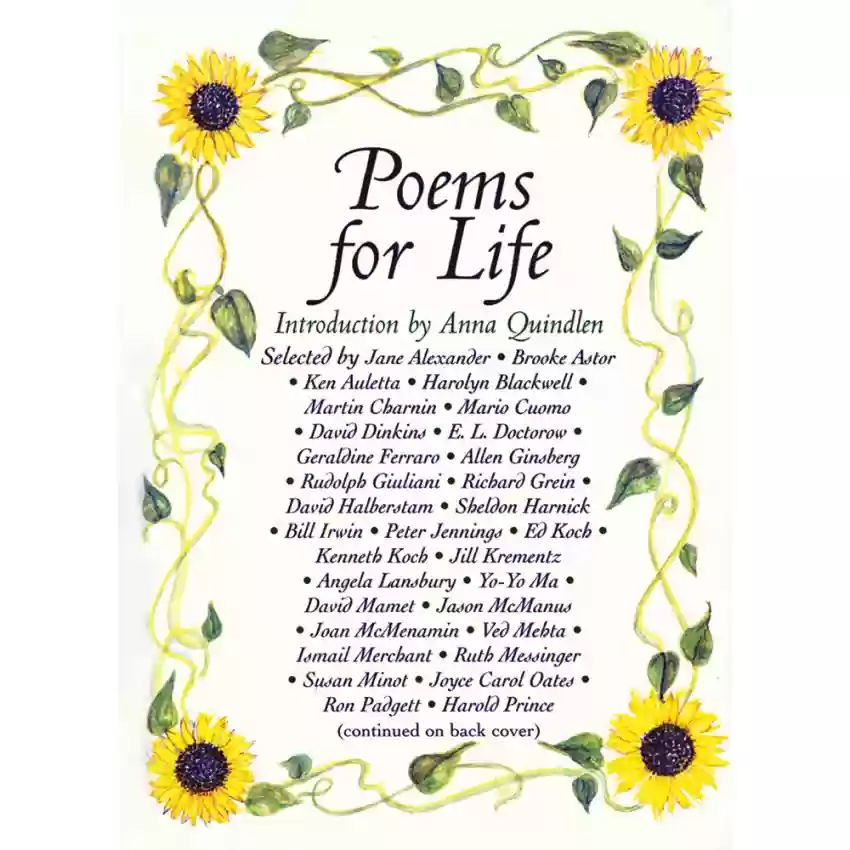 Poems
for Life
Introduction by Anna Quindlen
Selected by Jane Alexander • Brooke Astor
• Ken Auletta • Harolyn Blackwell •
Martin Charnin • Mario Cuomo
• David Dinkins • E. L. Doctorow •
Geraldine Ferraro • Allen Ginsberg
• Rudolph Giuliani • Richard Grein •
David Halberstam • Sheldon Harnick
• Bill Irwin • Peter Jennings • Ed Koch •
Kenneth Koch • Jill Krementz
• Angela Lansbury • Yo-Yo Ma •
David Mamet • Jason McManus
• Joan McMenamin • Ved Mehta •
Ismail Merchant • Ruth Messinger
• Susan Minot • Joyce Carol Oates •
Ron Padgett • Harold Prince
(continued on back cover)